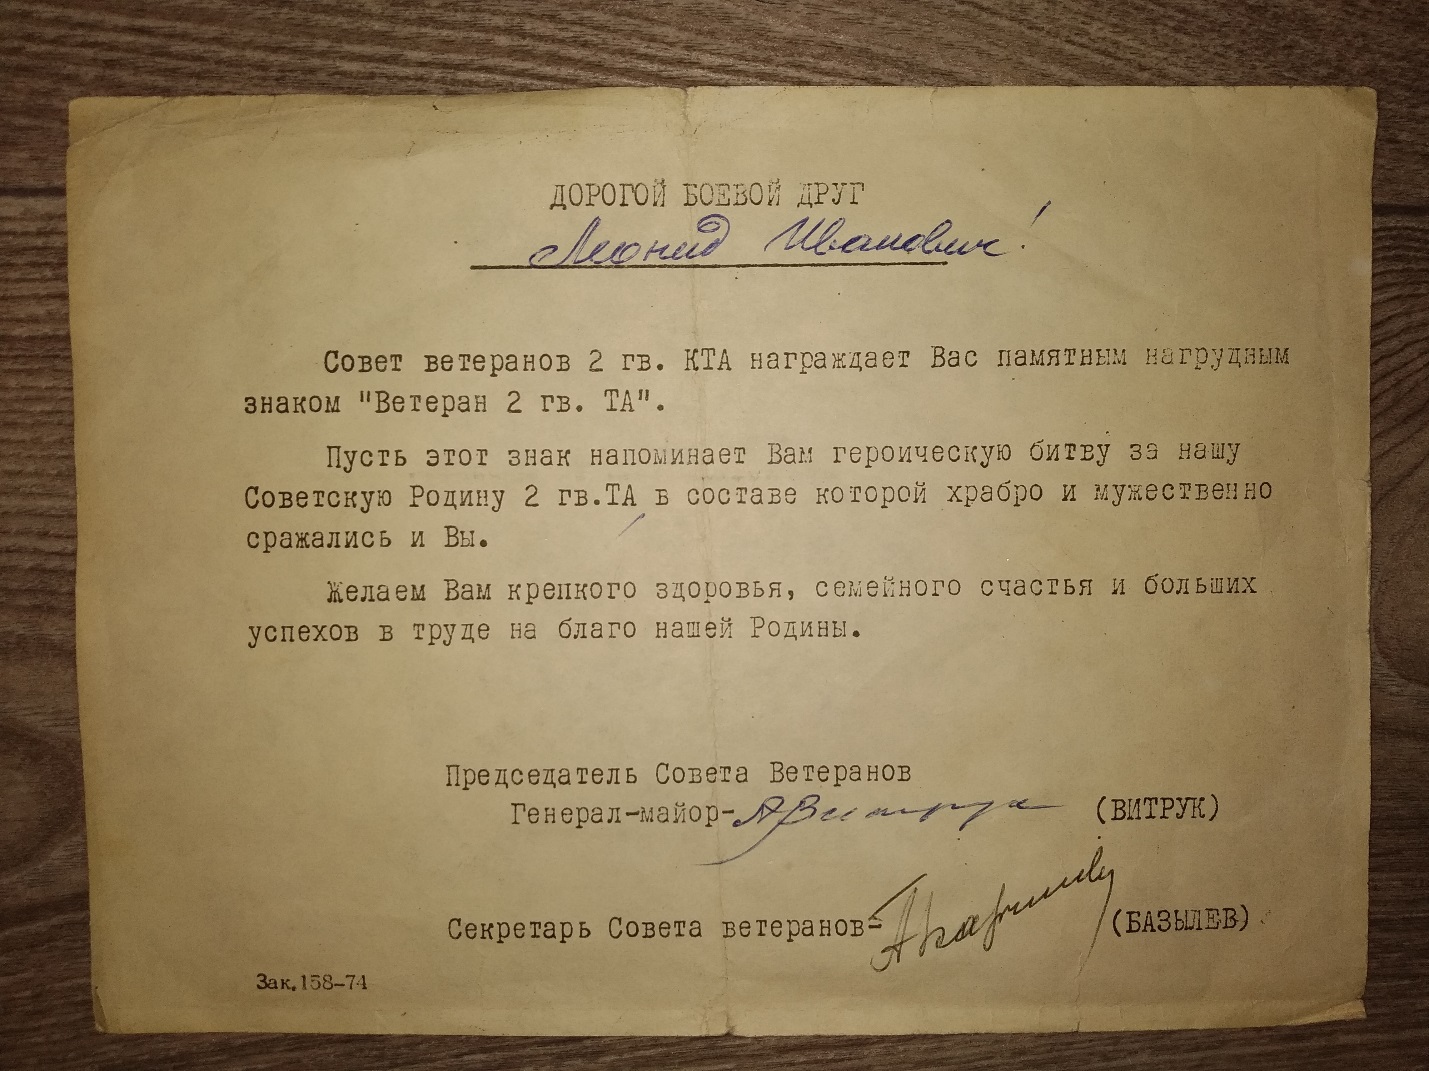 ДОРОГОЙ БОЕВОЙ ДРУГ
Леонид Иванович!
Совет ветеранов 2 гв. КТА награждает Вас памятным нагрудным
знаком "Ветеран 2 гв. ТА".
Пусть этот знак напоминает Вам героическую битву за нашу
Советскую Родину 2 гв.ТА в составе которой храбро и мужественно
сражались и Вы.
Желаем Вам крепкого здоровья, семейного счастья и больших
успехов в труде на благо нашей Родины.
Председатель Совета Ветеранов
Генерал-майор- АВитрук (ВИТРУК)
Секретарь Совета ветеранов- (БАЗЫЛЕВ)
Зак.158-74